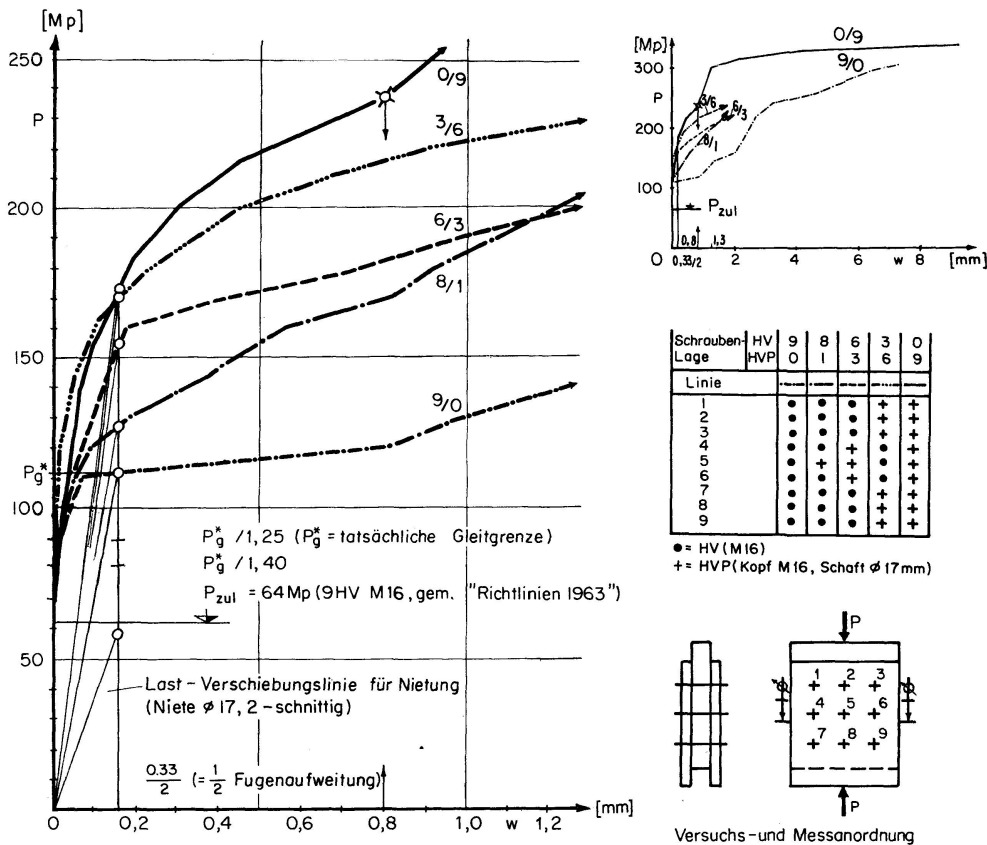 [Mp]
250
P
200
150
Pg*
100
50
0
0,2
0,4
0,6
0,8
1,0
w
1,2
[mm]
0/9
3/6
6/3
8/1
9/0
Pg* /1,25 (Pg* = tatsächliche Gleitgrenze)
Pg* /1,40
Pzul = 64 Mp (9 HV M16, gem. "Richtlinien 1963")
Last-Verschiebungslinie für Nietung
(Niete ϕ 17, 2-schnittig)
0.33/2 (= 1/2 Fugenaufweitung)
[Mp]
300
P
200
100
0
0/9
9/0
3/6
6/3
8/1
Pzul
0,8
1,3
0,33/2
2
4
6
w
8
[mm]
Schrauben- HV 9 8 6 3 0
Lage HVP 0 1 3 6 9
Linie
1 ● ● ● + +
2 ● ● ● + +
3 ● ● ● + +
4 ● ● + ● +
5 ● + + ● +
6 ● ● + ● +
7 ● ● ● + +
8 ● ● ● + +
9 ● ● ● + +
● = HV (M16)
+ = HVP (Kopf M16, Schaft ϕ 17mm)
P
1 2 3
4 5 6
7 8 9
P
Versuchs- und Messanordnung